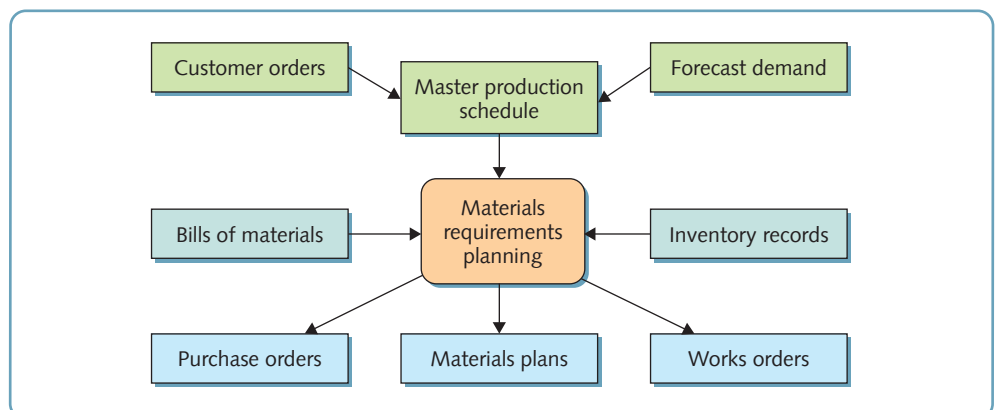 Customer orders
Master production
schedule
Forecast demand
Bills of materials
Materials
requirements
planning
Inventory records
Purchase orders
Materials plans
Works orders